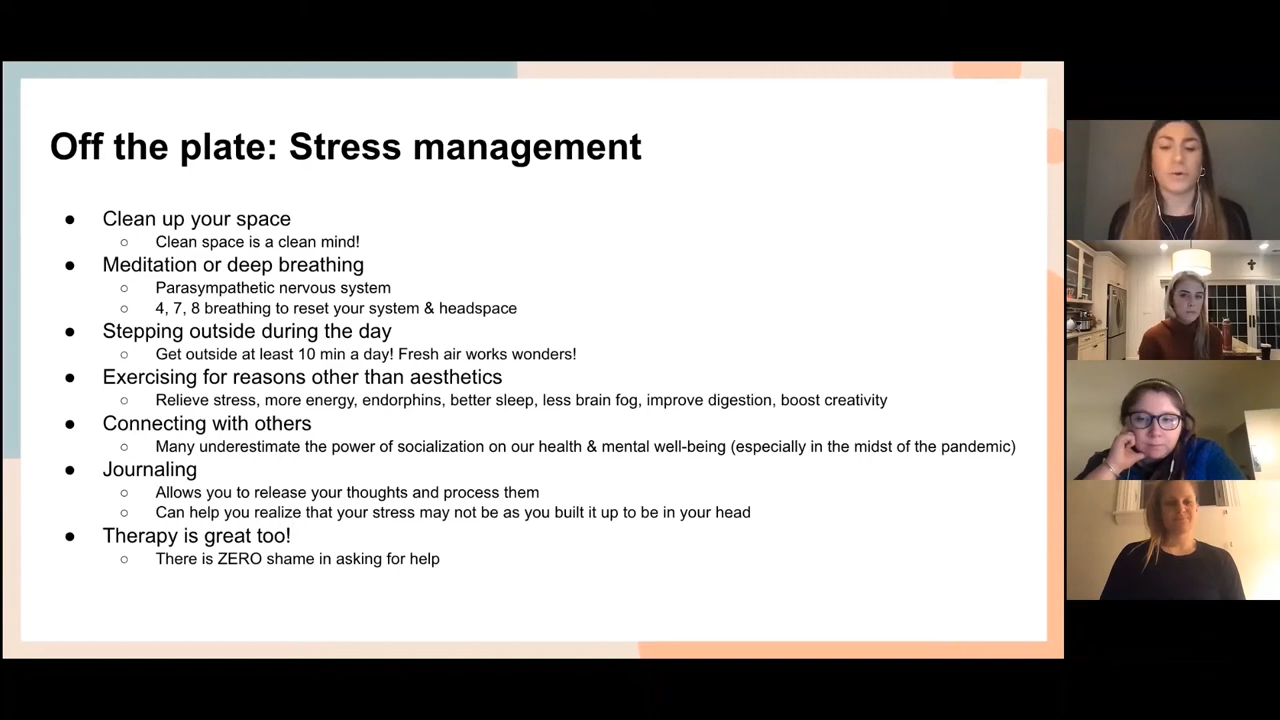 Off the plate: Stress management
● Clean up your space
○ Clean space is a clean mind!
● Meditation or deep breathing
○ Parasympathetic nervous system
○ 4, 7, 8 breathing to reset your system & headspace
● Stepping outside during the day
○ Get outside at least 10 min a day! Fresh air works wonders!
● Exercising for reasons other than aesthetics
○ Relieve stress, more energy, endorphins, better sleep, less brain fog, improve digestion, boost creativity
● Connecting with others
○ Many underestimate the power of socialization on our health & mental well-being (especially in the midst of the pandemic)
● Journaling
○ Allows you to release your thoughts and process them
○ Can help you realize that your stress may not be as you built it up to be in your head
● Therapy is great too!
○ There is ZERO shame in asking for help